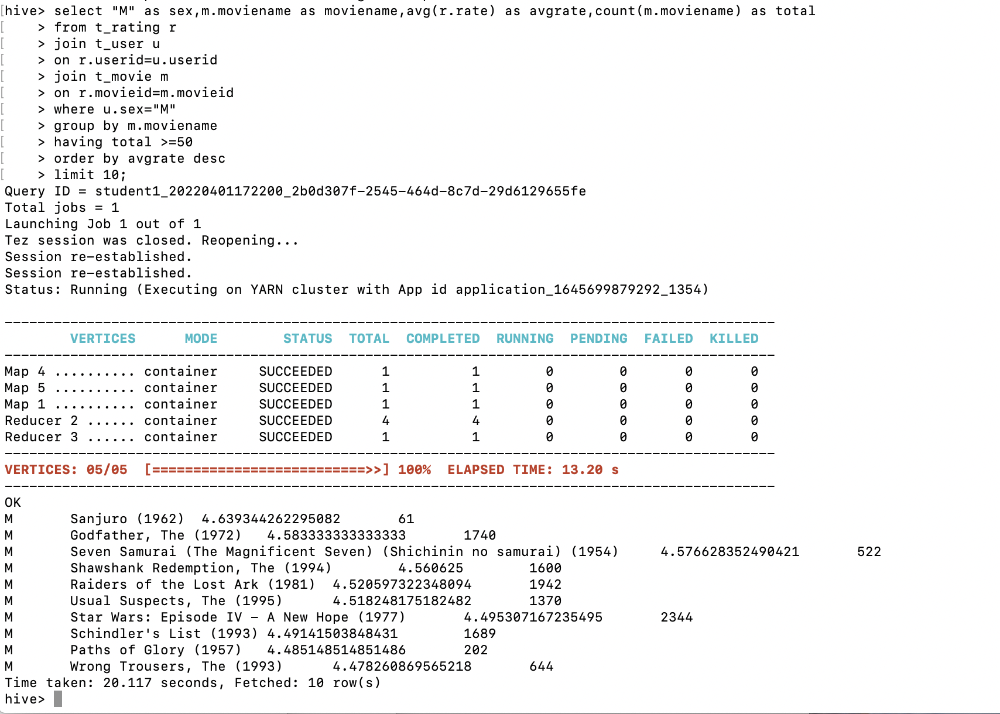 [hive> select "M" as sex,m.moviename as moviename,avg(r.rate) as avgrate,count(m.moviename) as total
[    > from t_rating r
[    > join t_user u
[    > on r.userid=u.userid
[    > join t_movie m
[    > on r.movieid=m.movieid
[    > where u.sex="M"
[    > group by m.moviename
[    > having total >=50
[    > order by avgrate desc
[    > limit 10;
Query ID = student1_20220401172200_2b0d307f-2545-464d-8c7d-29d6129655fe
Total jobs = 1
Launching Job 1 out of 1
Tez session was closed. Reopening...
Session re-established.
Session re-established.
Status: Running (Executing on YARN cluster with App id application_1645699879292_1354)
----------------------------------------------------------------------------------------------
        VERTICES      MODE        STATUS  TOTAL  COMPLETED  RUNNING  PENDING  FAILED  KILLED
----------------------------------------------------------------------------------------------
Map 4 .......... container     SUCCEEDED      1          1        0        0       0       0
Map 5 .......... container     SUCCEEDED      1          1        0        0       0       0
Map 1 .......... container     SUCCEEDED      1          1        0        0       0       0
Reducer 2 ...... container     SUCCEEDED      4          4        0        0       0       0
Reducer 3 ...... container     SUCCEEDED      1          1        0        0       0       0
----------------------------------------------------------------------------------------------
VERTICES: 05/05  [==========================>>] 100%  ELAPSED TIME: 13.20 s
----------------------------------------------------------------------------------------------
OK
M       Sanjuro (1962)  4.639344262295082       61
M       Godfather, The (1972)   4.583333333333333       1740
M       Seven Samurai (The Magnificent Seven) (Shichinin no samurai) (1954)     4.576628352490421       522
M       Shawshank Redemption, The (1994)        4.560625        1600
M       Raiders of the Lost Ark (1981)  4.520597322348094       1942
M       Usual Suspects, The (1995)      4.518248175182482       1370
M       Star Wars: Episode IV - A New Hope (1977)       4.495307167235495       2344
M       Schindler's List (1993) 4.49141503848431        1689
M       Paths of Glory (1957)   4.485148514851486       202
M       Wrong Trousers, The (1993)      4.478260869565218       644
Time taken: 20.117 seconds, Fetched: 10 row(s)
hive>